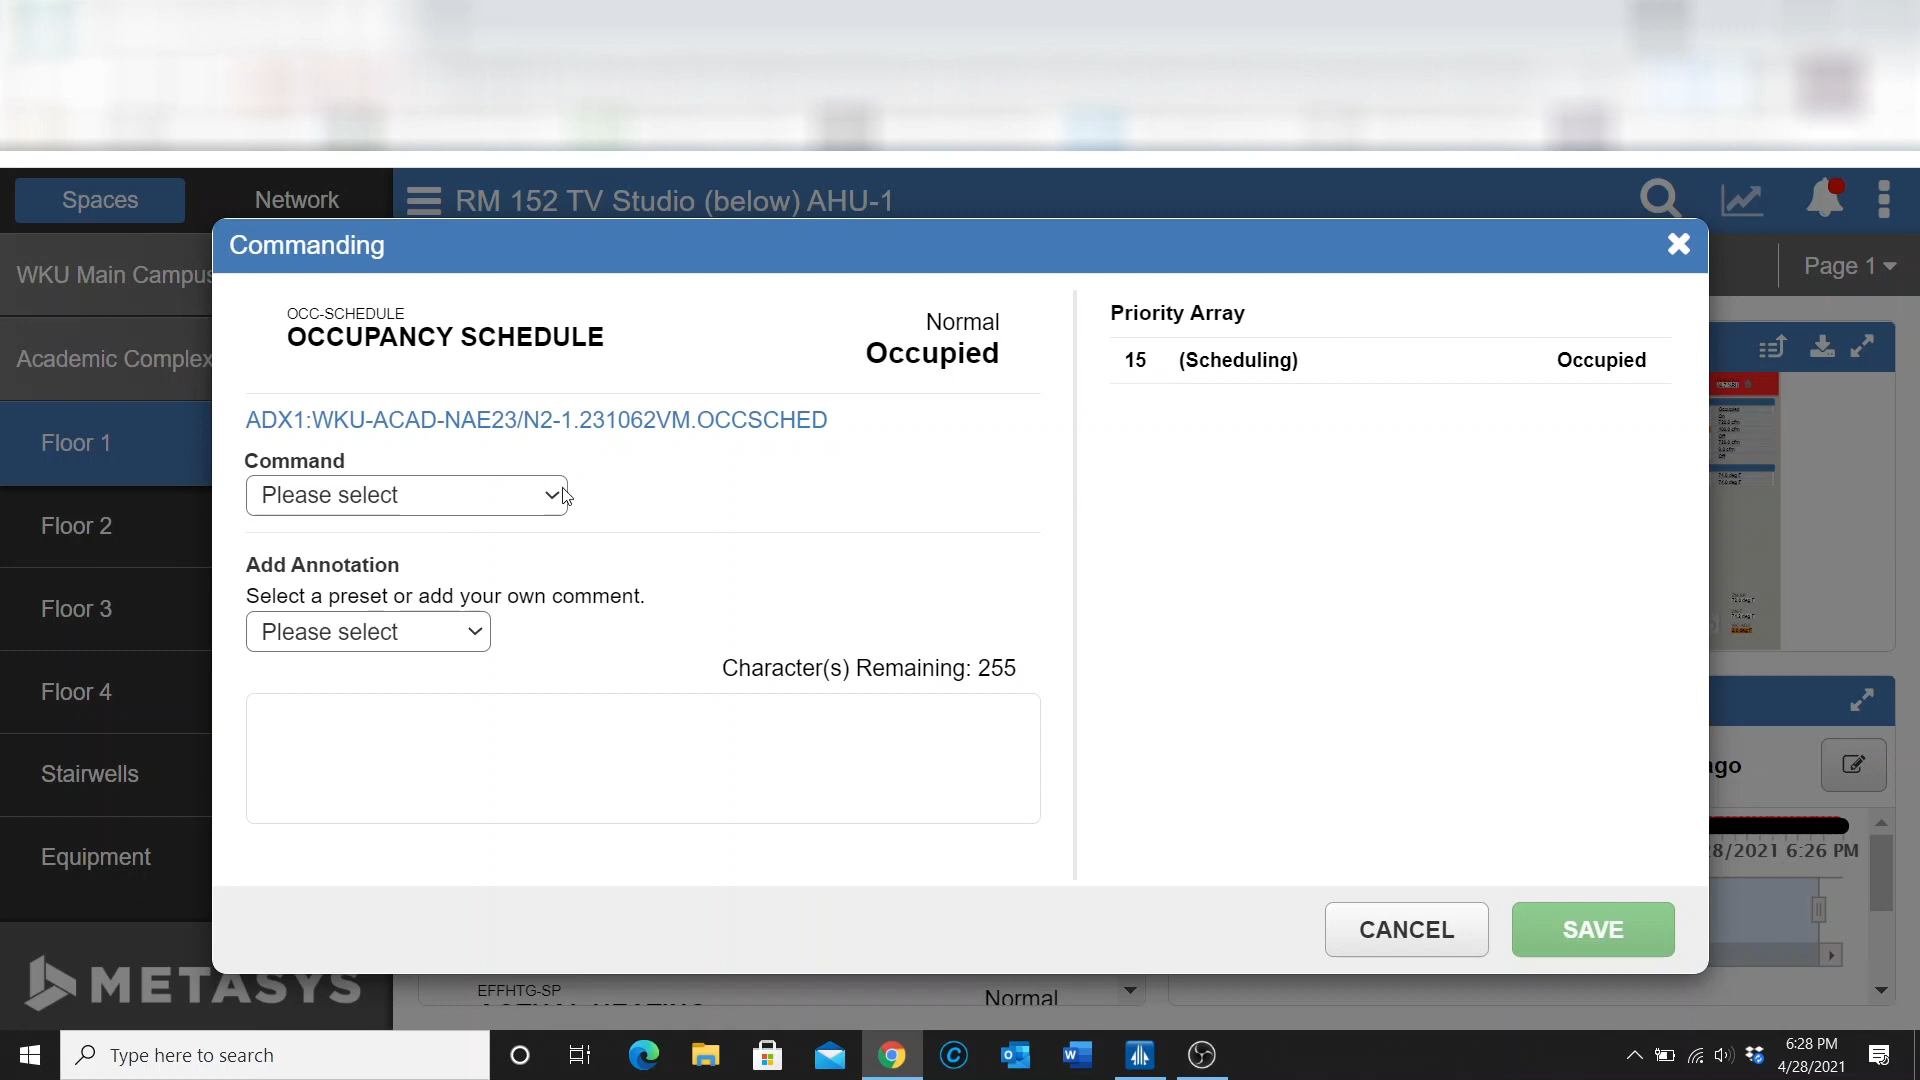 Spaces
Network
RM 152 TV Studio (below) AHU-1
Commanding
WKU Main Campus
Page 1
OCC-SCHEDULE
OCCUPANCY SCHEDULE
Normal
Occupied
Priority Array
15 (Scheduling) Occupied
Academic Complex
ADX1:WKU-ACAD-NAE23/N2-1.231062VM.OCCSCHED
Floor 1
Command
Please select
Floor 2
Add Annotation
Select a preset or add your own comment.
Floor 3
Please select
Character(s) Remaining: 255
Floor 4
Stairwells
ago
8/2021 6:26 PM
Equipment
CANCEL
SAVE
METASYS
EFFHTG-SP
Normal
Type here to search
6:28 PM
4/28/2021